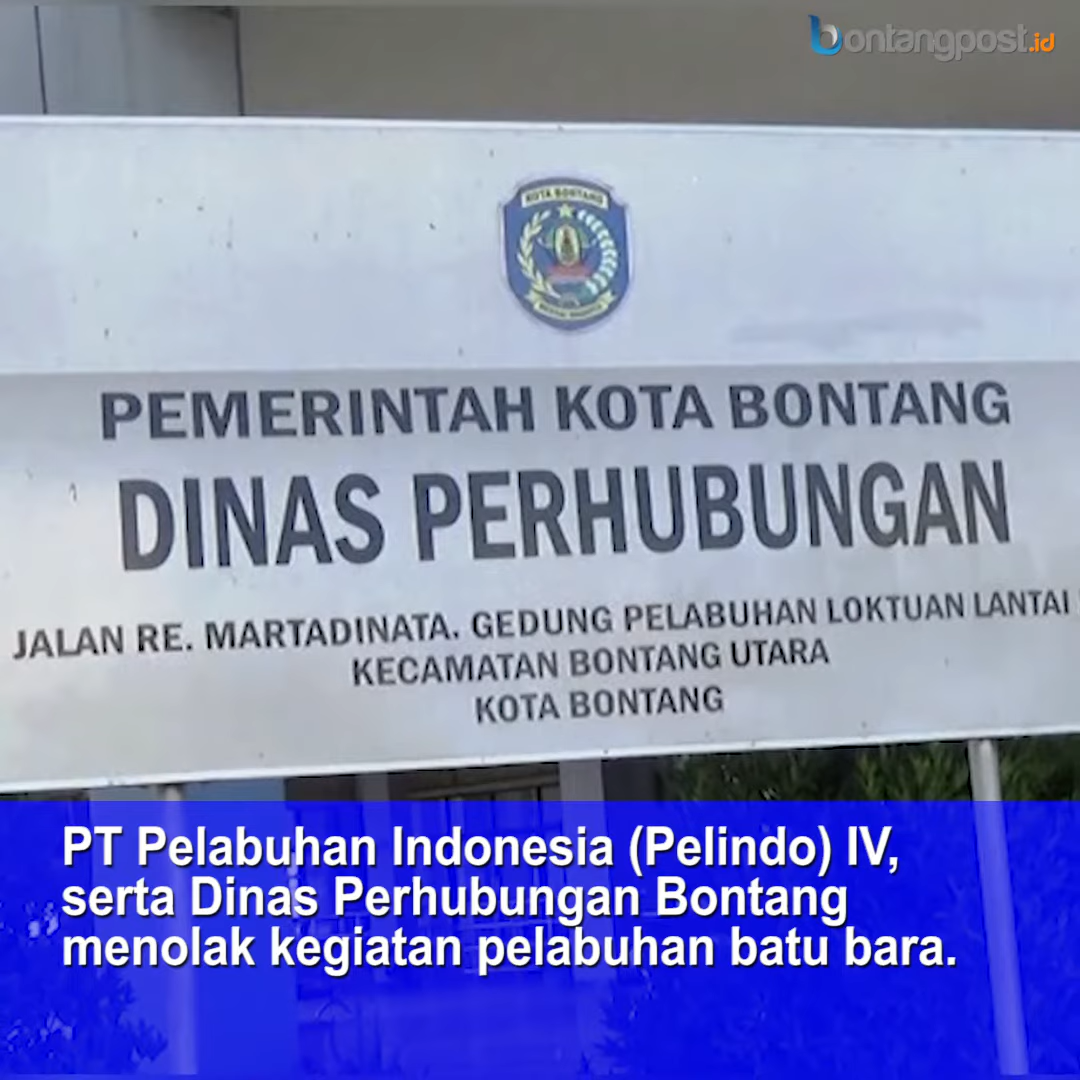 bontangpost.id
KOTA BONTANG
PEMERINTAH KOTA BONTANG
DINAS PERHUBUNGAN
JALAN RE. MARTADINATA. GEDUNG PELABUHAN LOKTUAN LANTAI
KECAMATAN BONTANG UTARA
KOTA BONTANG
PT Pelabuhan Indonesia (Pelindo) IV,
serta Dinas Perhubungan Bontang
menolak kegiatan pelabuhan batu bara.